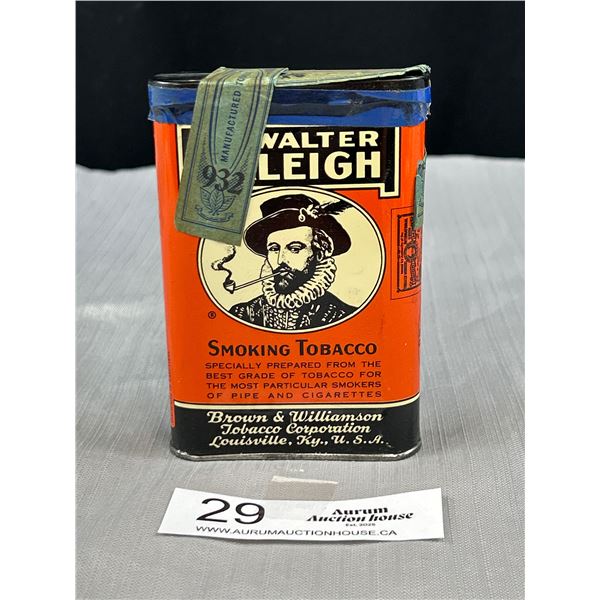 MANUFACTURED
932
WALTER
LEIGH
®
SMOKING TOBACCO
SPECIALLY PREPARED FROM THE
BEST GRADE OF TOBACCO FOR
THE MOST PARTICULAR SMOKERS
OF PIPE AND CIGARETTES
Brown & Williamson
Tobacco Corporation
Louisville, Ky., U. S. A.
29
Aurum
Auction house
Est. 2025
WWW.AURUMAUCTIONHOUSE.CA